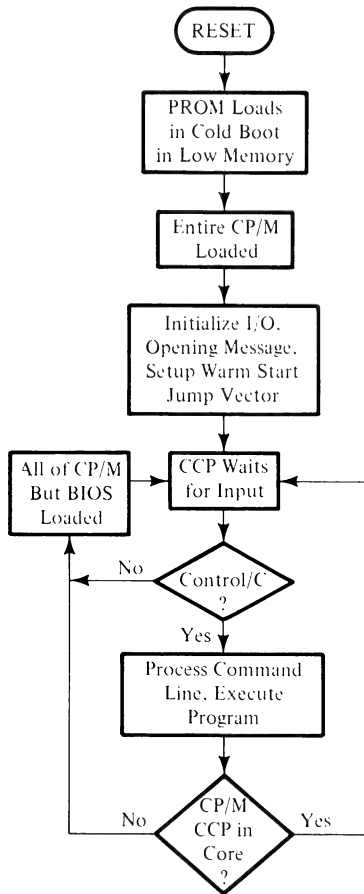 RESET
PROM Loads
in Cold Boot
in Low Memory
Entire CP/M
Loaded
Initialize I/O,
Opening Message,
Setup Warm Start
Jump Vector
All of CP/M
But BIOS
Loaded
CCP Waits
for Input
No
Control/C
?
Yes
Process Command
Line, Execute
Program
No
CP/M
CCP in
Core
?
Yes